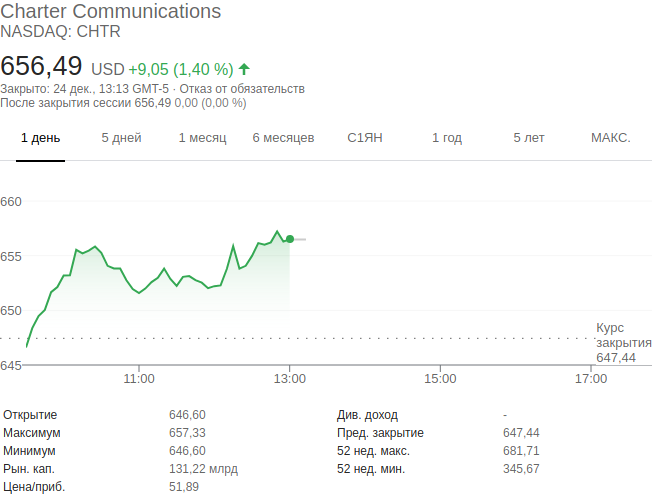 Charter Communications
NASDAQ: CHTR
656,49 USD +9,05 (1,40 %)
Закрыто: 24 дек., 13:13 GMT-5 · Отказ от обязательств
После закрытия сессии 656,49 0,00 (0,00 %)
1 день 5 дней 1 месяц 6 месяцев С1ЯН 1 год 5 лет МАКС.
660
655
650
Курс
закрытия
647,44
645
11:00 13:00 15:00 17:00
Открытие 646,60 Див. доход -
Максимум 657,33 Пред. закрытие 647,44
Минимум 646,60 52 нед. макс. 681,71
Рын. кап. 131,22 млрд 52 нед. мин. 345,67
Цена/приб. 51,89